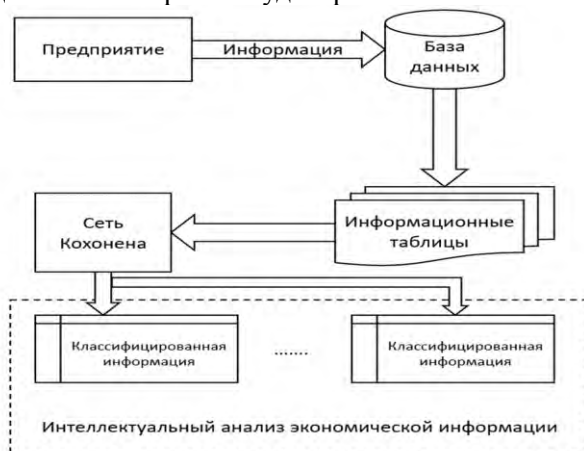 Предприятие
Информация
База
данных
Сеть
Кохонена
Информационные
таблицы
Классифицированная
информация
.......
Классифицированная
информация
Интеллектуальный анализ экономической информации